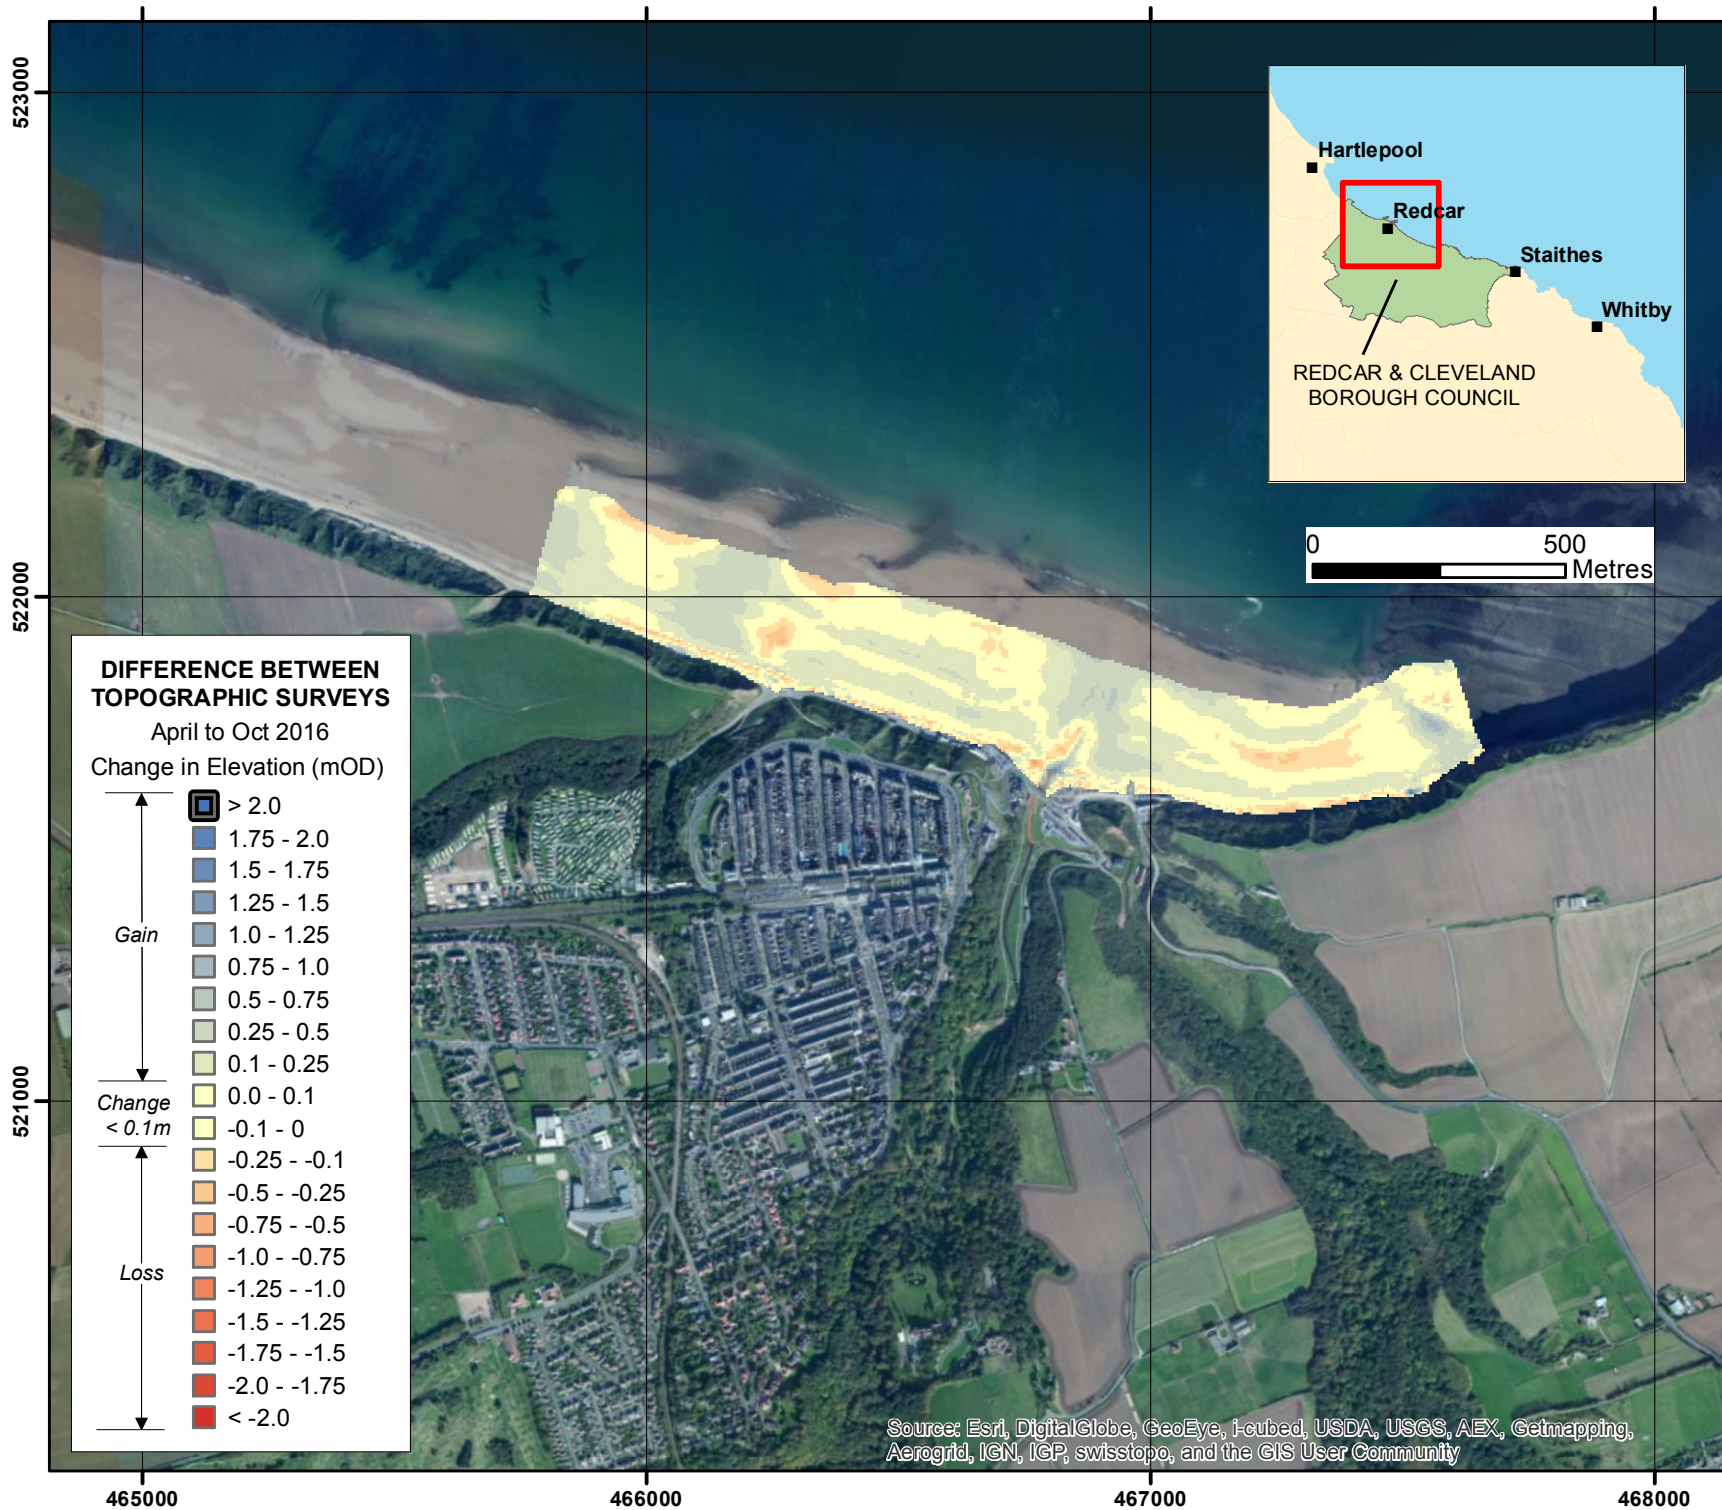 523000
522000
521000
465000
466000
467000
468000
Hartlepool
Redcar
Staithes
Whitby
REDCAR & CLEVELAND
BOROUGH COUNCIL
0 500
Metres
DIFFERENCE BETWEEN
TOPOGRAPHIC SURVEYS
April to Oct 2016
Change in Elevation (mOD)
> 2.0
1.75 - 2.0
1.5 - 1.75
1.25 - 1.5
Gain
1.0 - 1.25
0.75 - 1.0
0.5 - 0.75
0.25 - 0.5
0.1 - 0.25
Change
< 0.1m
0.0 - 0.1
-0.1 - 0
-0.25 - -0.1
-0.5 - -0.25
-0.75 - -0.5
-1.0 - -0.75
Loss
-1.25 - -1.0
-1.5 - -1.25
-1.75 - -1.5
-2.0 - -1.75
< -2.0
Source: Esri, DigitalGlobe, GeoEye, i-cubed, USDA, USGS, AEX, Getmapping,
Aerogrid, IGN, IGP, swisstopo, and the GIS User Community